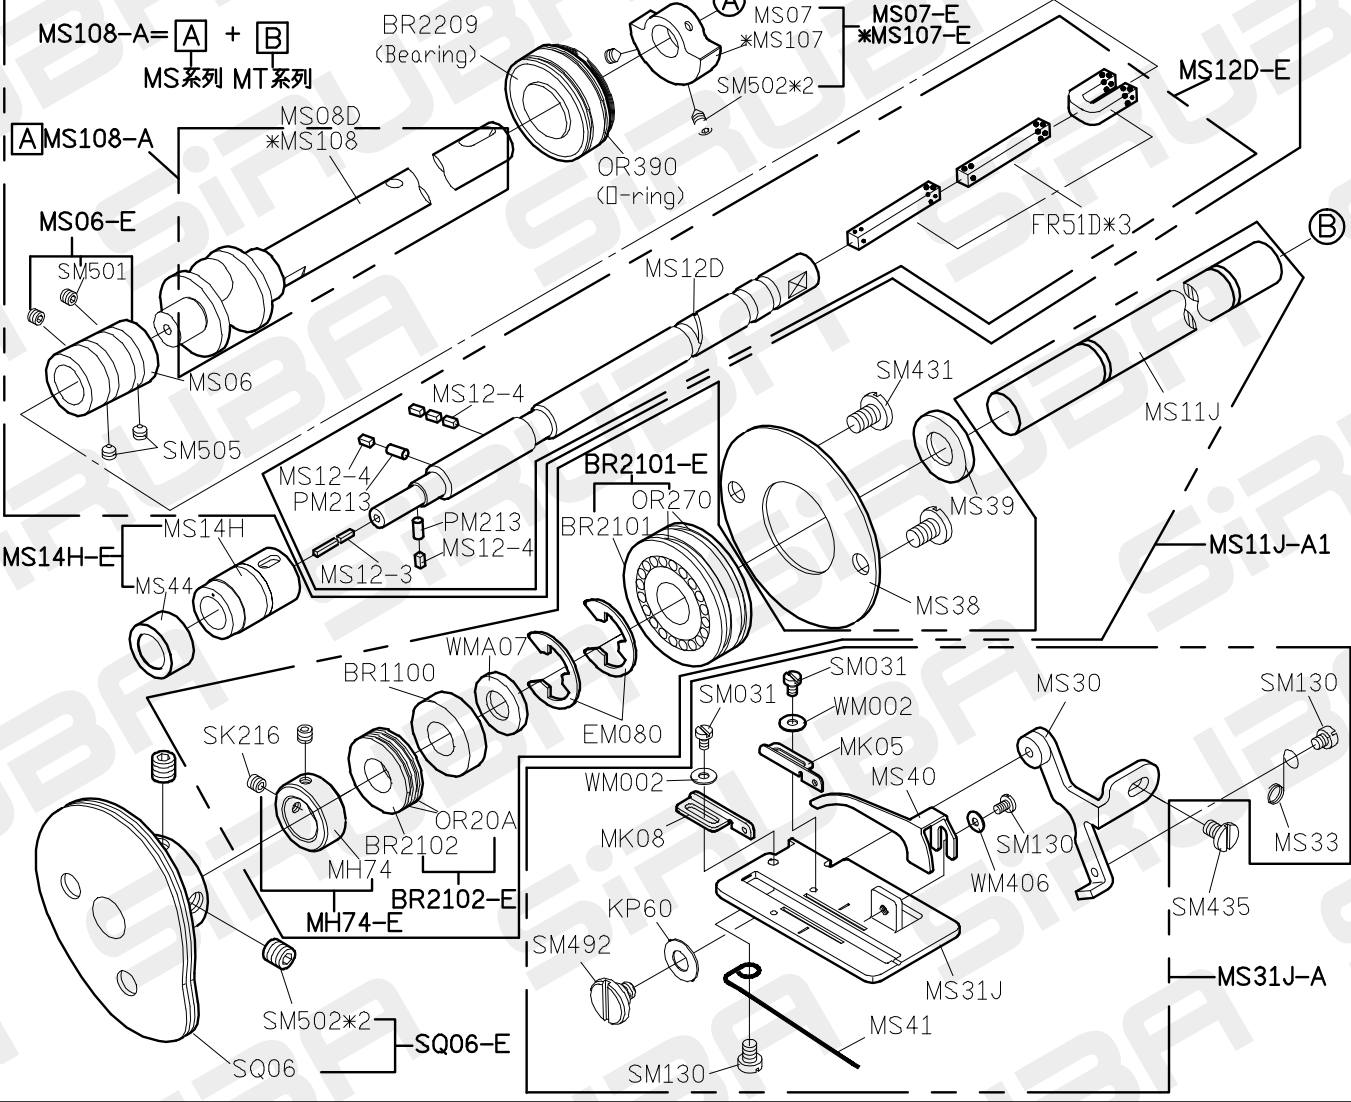 MS108-A= A + B
MS系列 MT系列
BR2209
(Bearing)
A
MS07
*MS107
SM502*2
MS07-E
*MS107-E
MS12D-E
A MS108-A
MS08D
*MS108
OR390
(O-ring)
MS06-E
SM501
FR51D*3
B
MS12D
MS06
SM431
MS12-4
MS11J
SM505
MS12-4
PM213
BR2101-E
OR270
MS39
MS14H
PM213
BR2101
MS14H-E
MS12-4
MS11J-A1
MS44
MS12-3
MS38
WMA07
BR1100
SM031
SM031
MS30
SM130
WM002
SK216
EM080
MK05
WM002
MS40
OR20A
BR2102
MK08
SM130
MS33
MH74
WM406
BR2102-E
MH74-E
KP60
SM435
SM492
MS31J-A
MS31J
SM502*2
MS41
SQ06-E
SQ06
SM130
SiRUBA